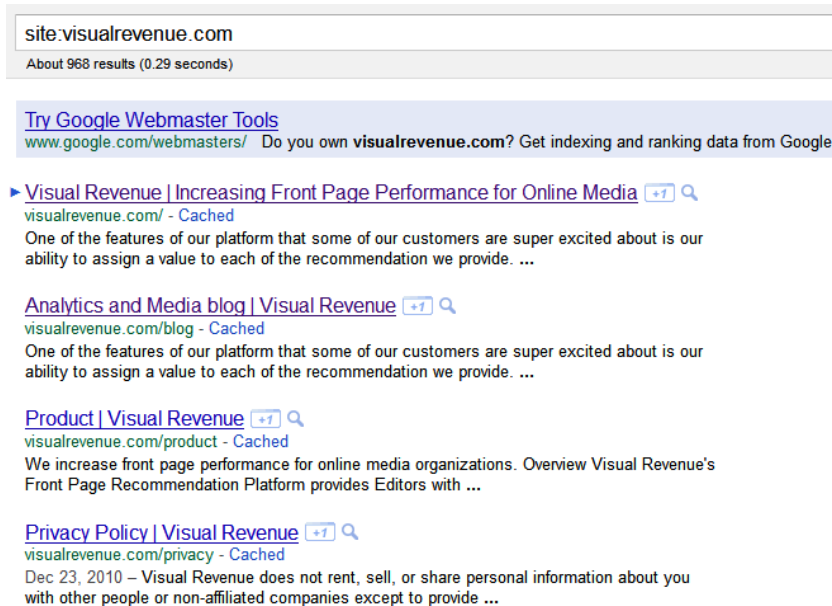 site:visualrevenue.com
About 968 results (0.29 seconds)
Try Google Webmaster Tools
www.google.com/webmasters/ Do you own visualrevenue.com? Get indexing and ranking data from Google
Visual Revenue | Increasing Front Page Performance for Online Media +1
visualrevenue.com/ - Cached
One of the features of our platform that some of our customers are super excited about is our
ability to assign a value to each of the recommendation we provide. ...
Analytics and Media blog | Visual Revenue +1
visualrevenue.com/blog - Cached
One of the features of our platform that some of our customers are super excited about is our
ability to assign a value to each of the recommendation we provide. ...
Product | Visual Revenue +1
visualrevenue.com/product - Cached
We increase front page performance for online media organizations. Overview Visual Revenue's
Front Page Recommendation Platform provides Editors with ...
Privacy Policy | Visual Revenue +1
visualrevenue.com/privacy - Cached
Dec 23, 2010 – Visual Revenue does not rent, sell, or share personal information about you
with other people or non-affiliated companies except to provide ...